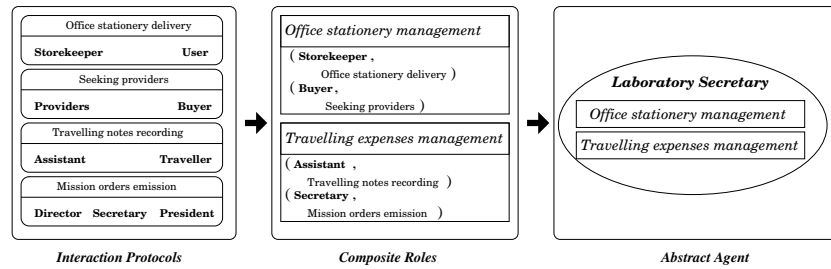 Office stationery delivery
Storekeeper User
Seeking providers
Providers Buyer
Travelling notes recording
Assistant Traveller
Mission orders emission
Director Secretary President
Interaction Protocols
Office stationery management
( Storekeeper ,
Office stationery delivery )
( Buyer,
Seeking providers )
Travelling expenses management
( Assistant ,
Travelling notes recording )
( Secretary ,
Mission orders emission )
Composite Roles
Laboratory Secretary
Office stationery management
Travelling expenses management
Abstract Agent